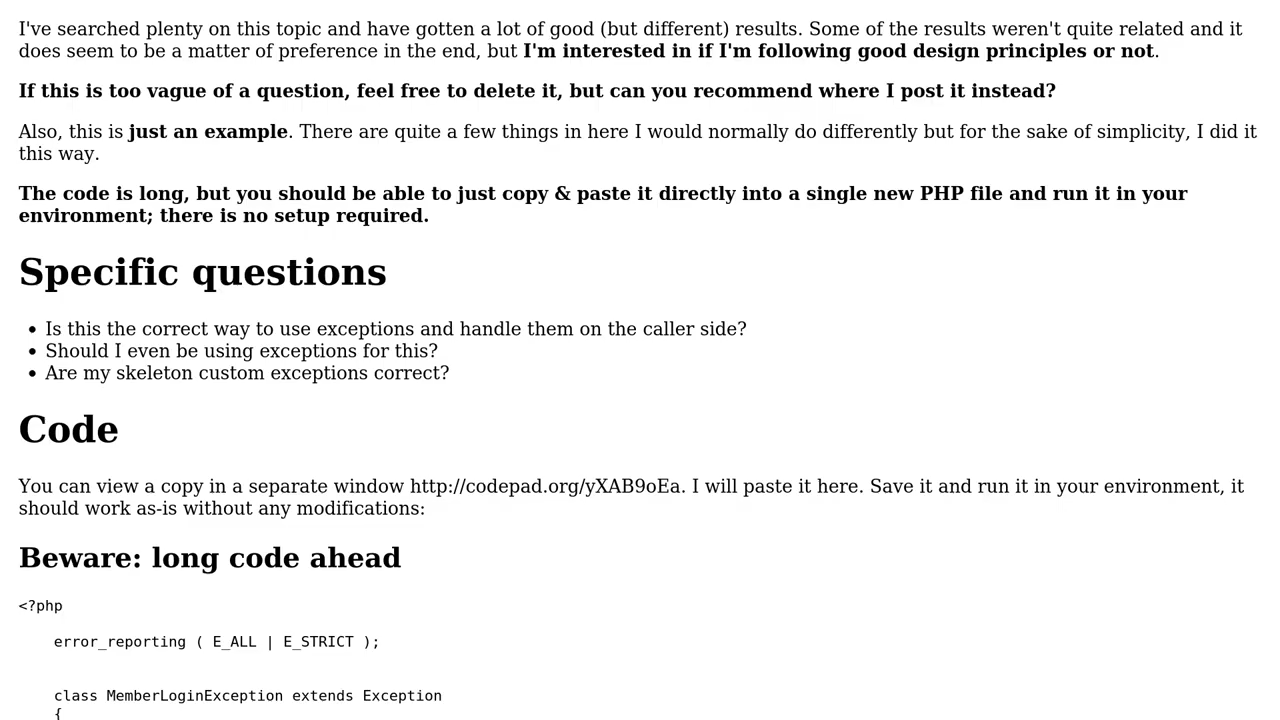 I've searched plenty on this topic and have gotten a lot of good (but different) results. Some of the results weren't quite related and it
does seem to be a matter of preference in the end, but I'm interested in if I'm following good design principles or not.
If this is too vague of a question, feel free to delete it, but can you recommend where I post it instead?
Also, this is just an example. There are quite a few things in here I would normally do differently but for the sake of simplicity, I did it
this way.
The code is long, but you should be able to just copy & paste it directly into a single new PHP file and run it in your
environment; there is no setup required.
Specific questions
• Is this the correct way to use exceptions and handle them on the caller side?
• Should I even be using exceptions for this?
• Are my skeleton custom exceptions correct?
Code
You can view a copy in a separate window http://codepad.org/yXAB9oEa. I will paste it here. Save it and run it in your environment, it
should work as-is without any modifications:
Beware: long code ahead
<?php
error_reporting ( E_ALL | E_STRICT );
class MemberLoginException extends Exception
{